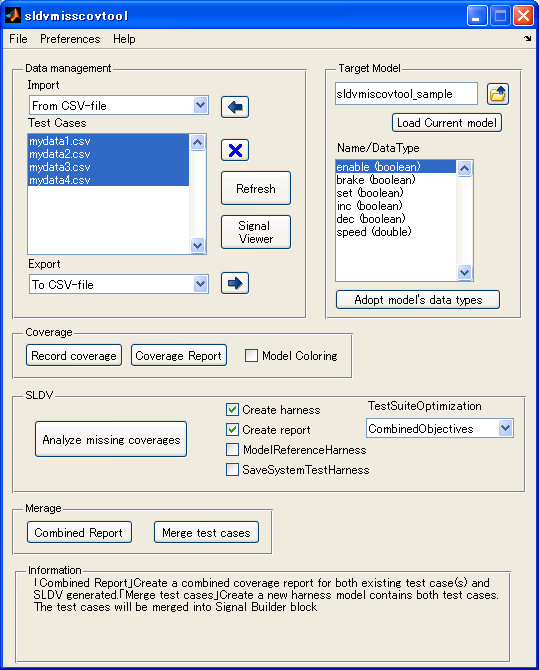 sldvmisscovtool
File Preferences Help
Data management
Import
From CSV-file
Test Cases
mydata1.csv
mydata2.csv
mydata3.csv
mydata4.csv
Refresh
Signal
Viewer
Export
To CSV-file
Target Model
sldvmiscovtool_sample
Load Current model
Name/DataType
enable (boolean)
brake (boolean)
set (boolean)
inc (boolean)
dec (boolean)
speed (double)
Adopt model's data types
Coverage
Record coverage
Coverage Report
Model Coloring
SLDV
Analyze missing coverages
Create harness
Create report
ModelReferenceHarness
SaveSystemTestHarness
TestSuiteOptimization
CombinedObjectives
Merage
Combined Report
Merge test cases
Information
「Combined Report」Create a combined coverage report for both existing test case(s) and
SLDV generated.「Merge test cases」Create a new harness model contains both test cases.
The test cases will be merged into Signal Builder block